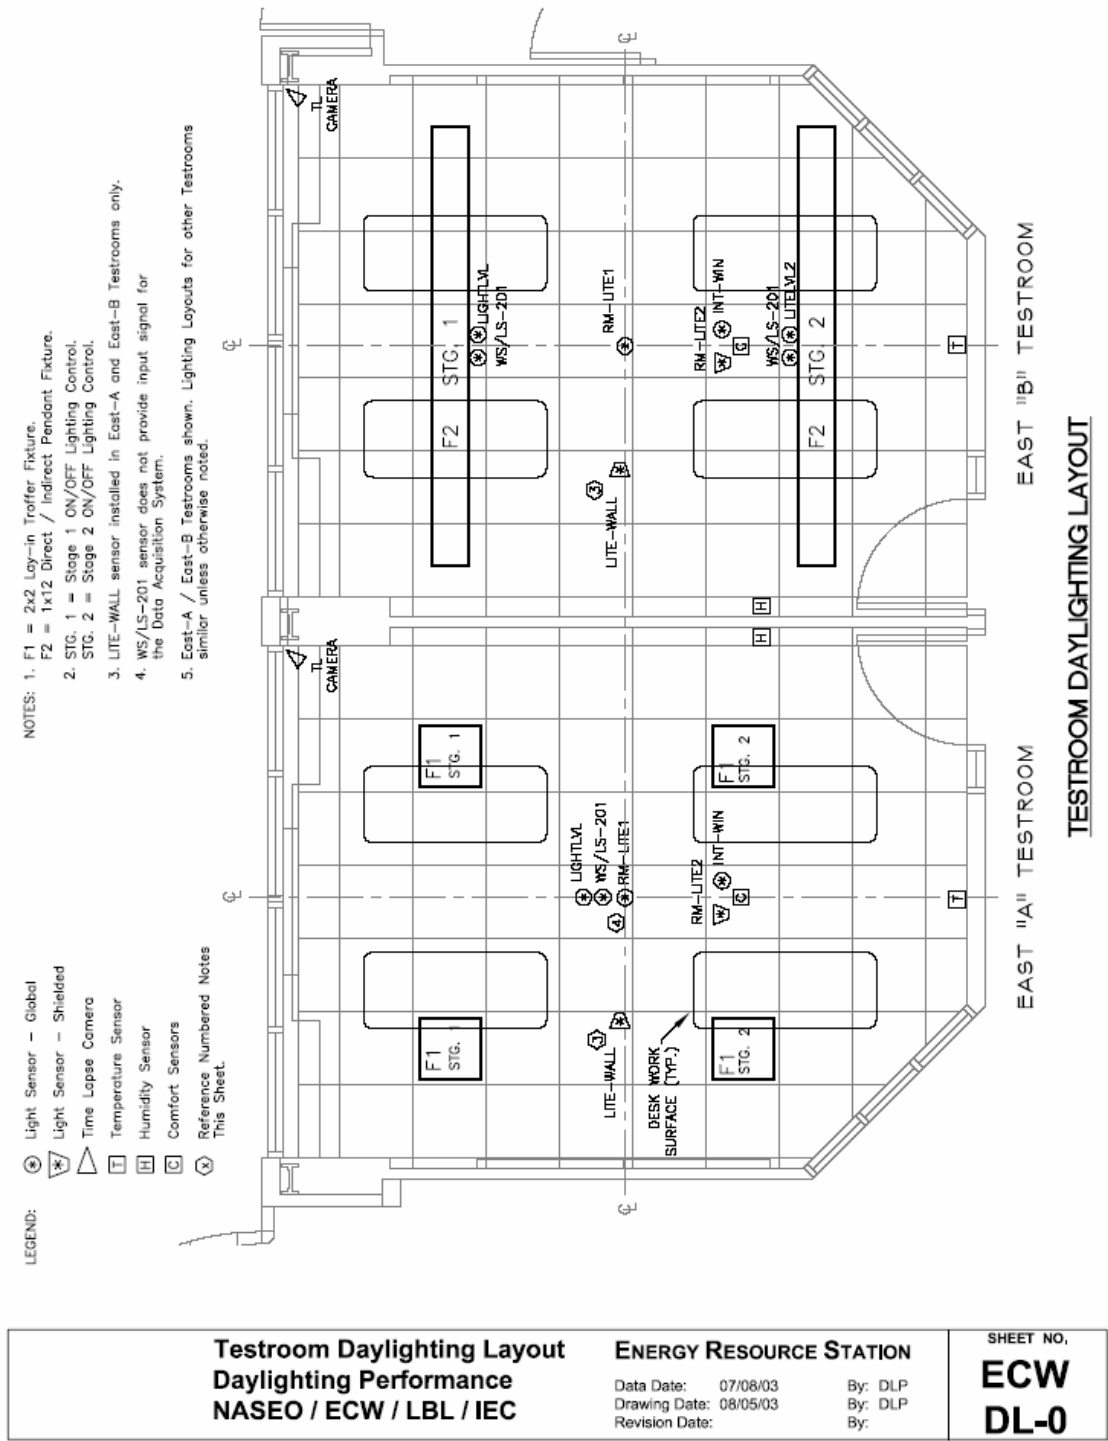 NOTES: 1. F1 = 2x2 Lay-in Troffer Fixture.
F2 = 1x12 Direct / Indirect Pendant Fixture.
2. STG. 1 = Stage 1 ON/OFF Lighting Control.
STG. 2 = Stage 2 ON/OFF Lighting Control.
3. LITE-WALL sensor installed in East-A and East-B Testrooms only.
4. WS/LS-201 sensor does not provide input signal for
the Data Acquisition System.
5. East-A / East-B Testrooms shown. Lighting Layouts for other Testrooms
similar unless otherwise noted.
LEGEND:
Light Sensor - Global
Light Sensor - Shielded
Time Lapse Camera
T Temperature Sensor
H Humidity Sensor
C Comfort Sensors
x Reference Numbered Notes
This Sheet.
TL
CAMERA
F1
STG. 1
F1
STG. 1
LIGHTLVL
WS/LS-201
RM-LITE1
4
LITE-WALL
3
DESK WORK
SURFACE (TYP.)
RM-LITE2
INT-WIN
C
F1
STG. 2
F1
STG. 2
H
T
EAST "A" TESTROOM
TL
CAMERA
F2 STG. 1
LIGHTLVL
WS/LS-201
RM-LITE1
LITE-WALL
3
RM-LITE2
INT-WIN
C
WS/LS-201
LITELVL2
F2 STG. 2
H
T
EAST "B" TESTROOM
TESTROOM DAYLIGHTING LAYOUT
Testroom Daylighting Layout
Daylighting Performance
NASEO / ECW / LBL / IEC
ENERGY RESOURCE STATION
Data Date: 07/08/03 By: DLP
Drawing Date: 08/05/03 By: DLP
Revision Date: By:
SHEET NO.
ECW
DL-0